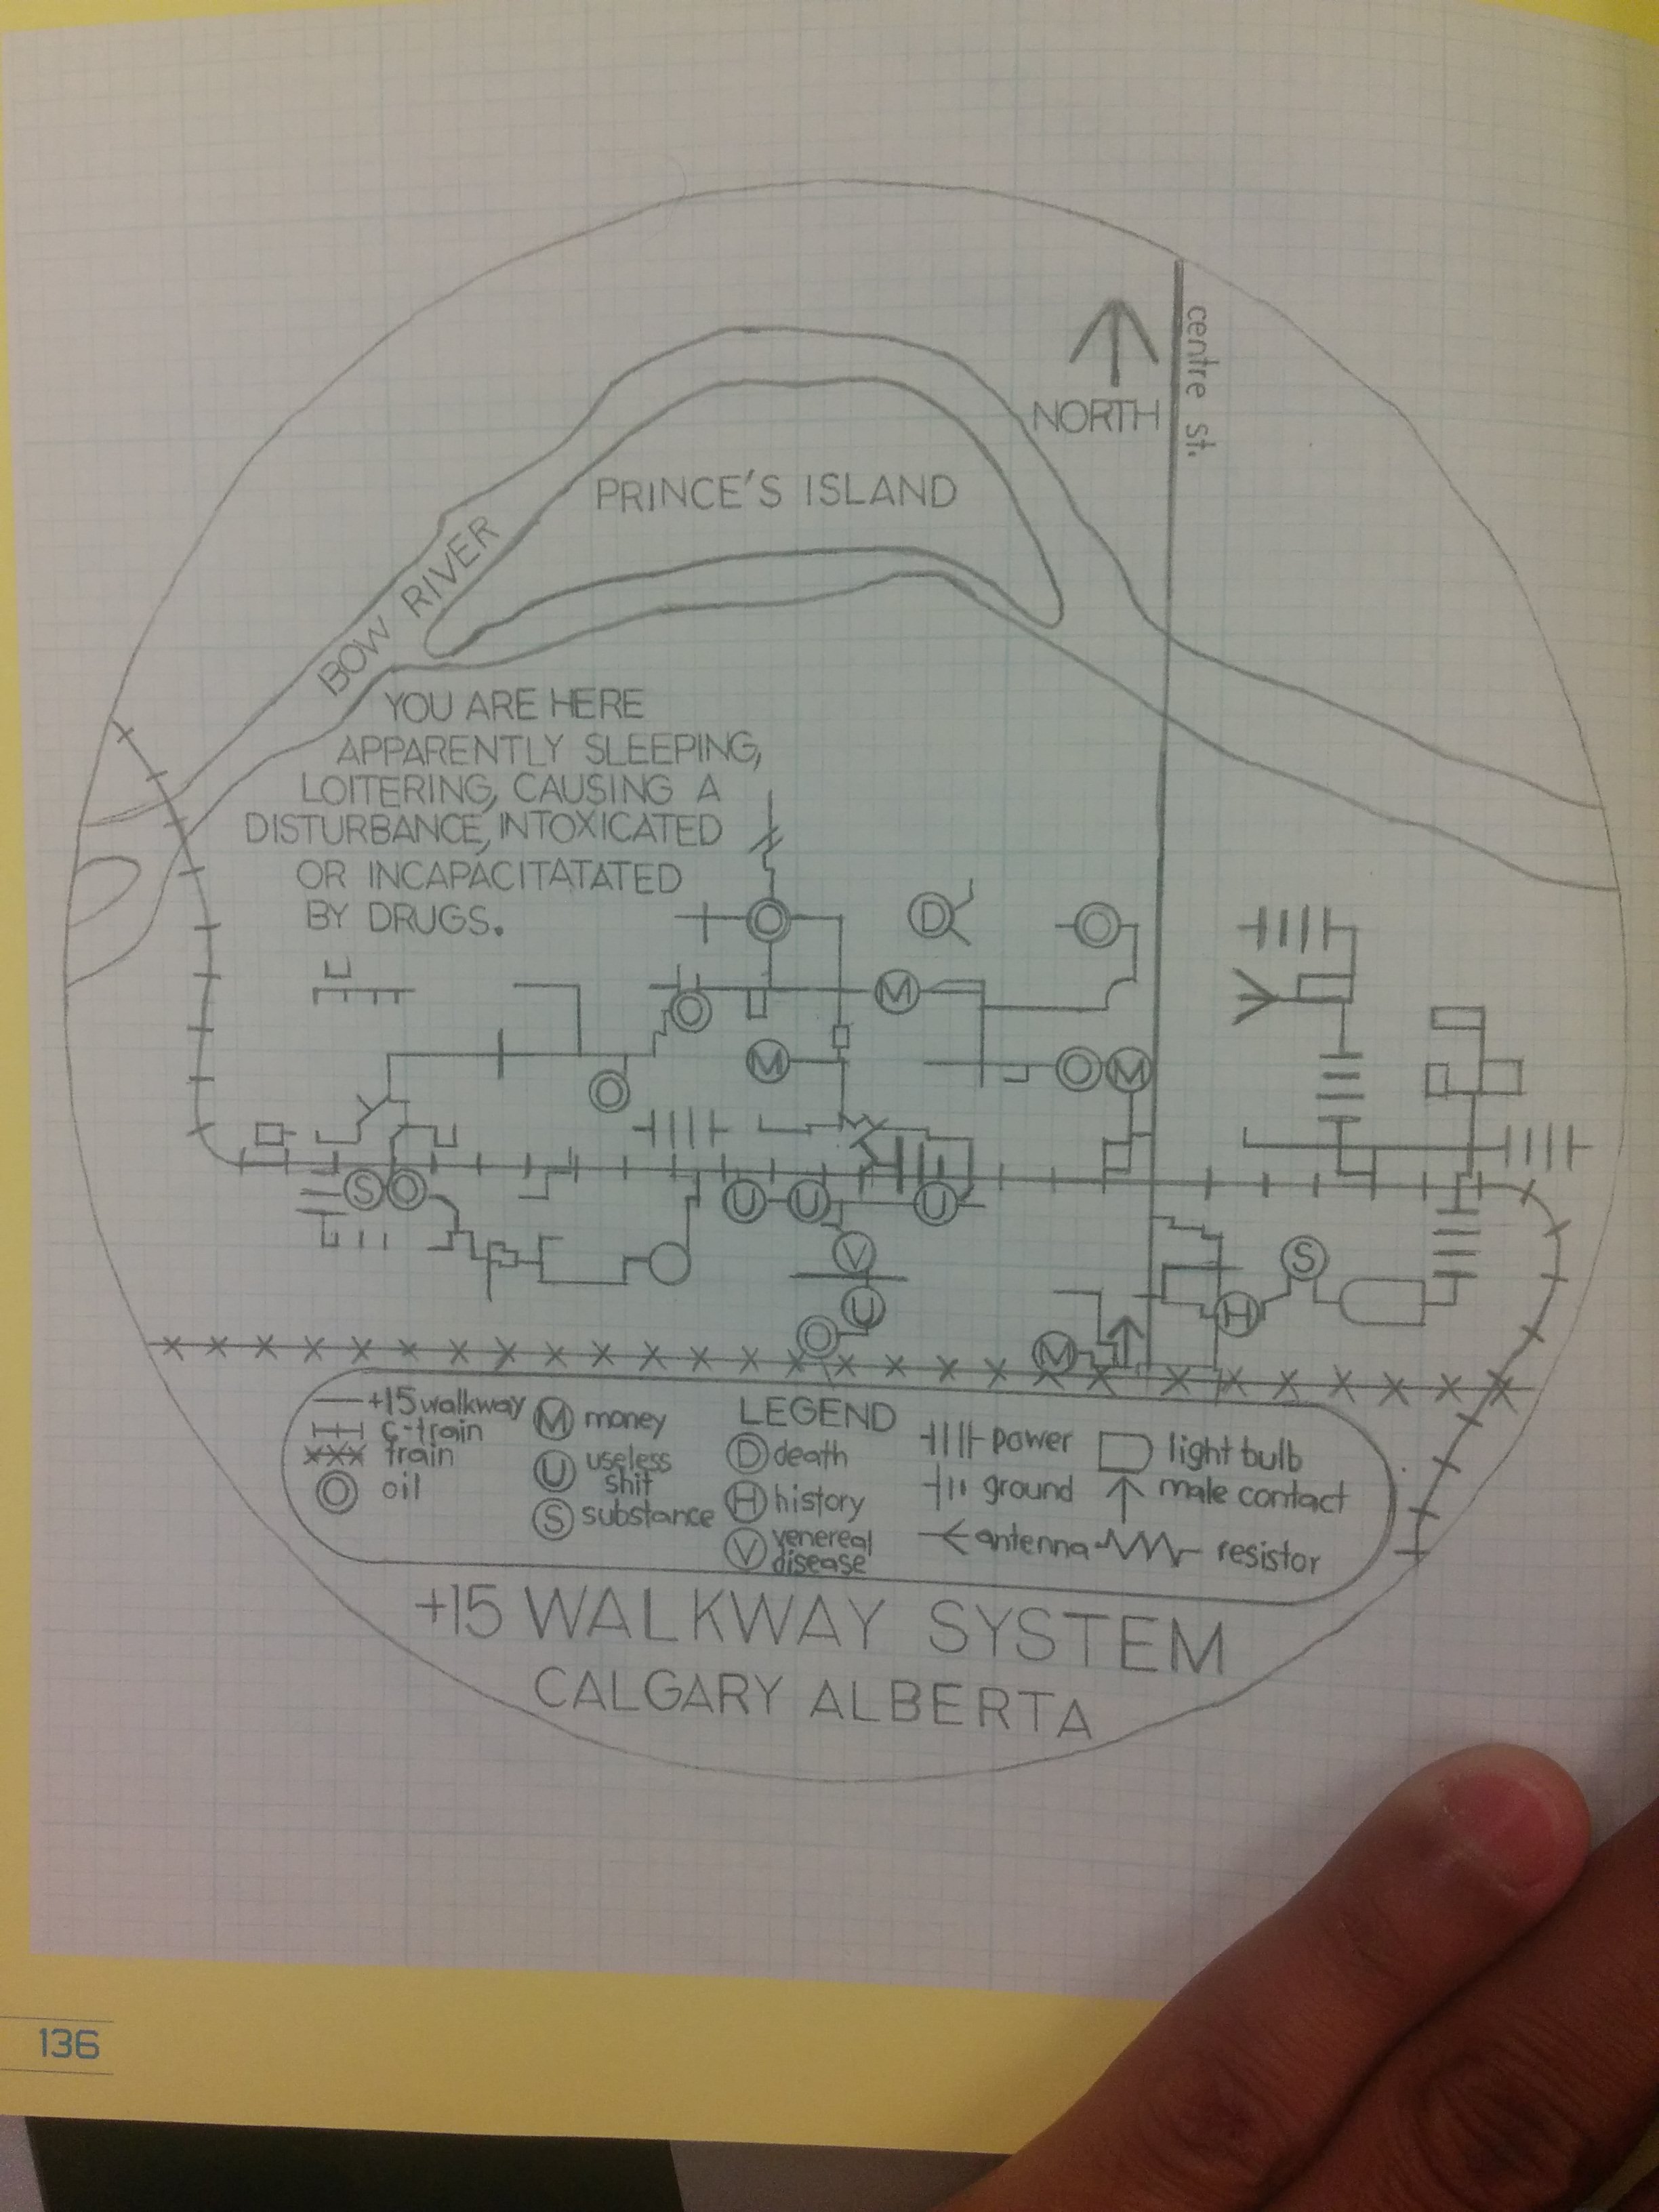 centre st.
NORTH
PRINCE'S ISLAND
BOW RIVER
YOU ARE HERE
APPARENTLY SLEEPING,
LOITERING, CAUSING A
DISTURBANCE, INTOXICATED
OR INCAPACITATATED
BY DRUGS.
D
M
M
M
S
U
U
U
V
U
S
H
M
LEGEND
+15 walkway
c-train
train
oil
M money
U useless
shit
S substance
D death
H history
V venereal
disease
power
ground
antenna
light bulb
male contact
resistor
+15 WALKWAY SYSTEM
CALGARY ALBERTA
136